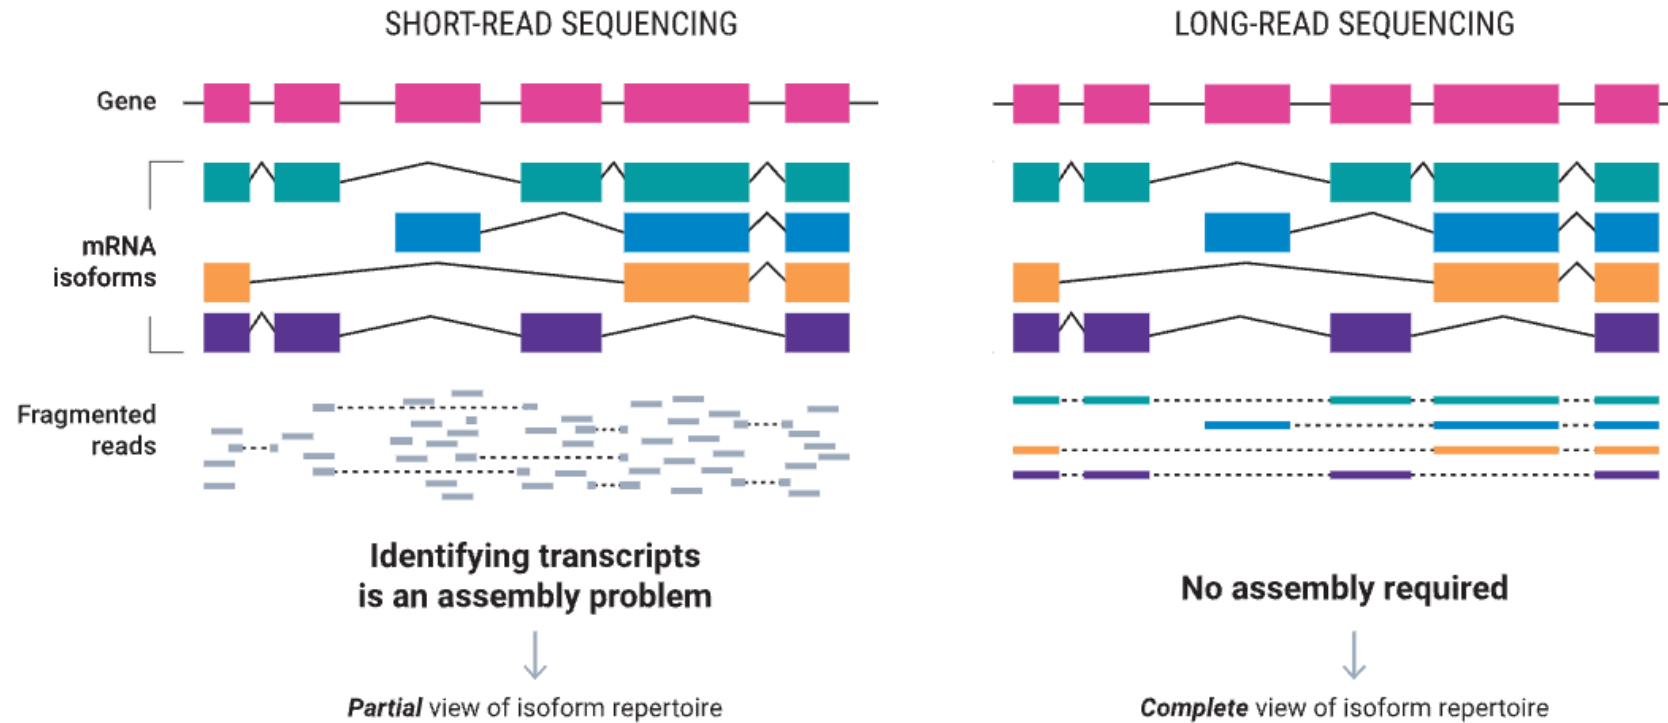 SHORT-READ SEQUENCING
LONG-READ SEQUENCING
Gene
mRNA
isoforms
Fragmented
reads
Identifying transcripts
is an assembly problem
No assembly required
Partial view of isoform repertoire
Complete view of isoform repertoire